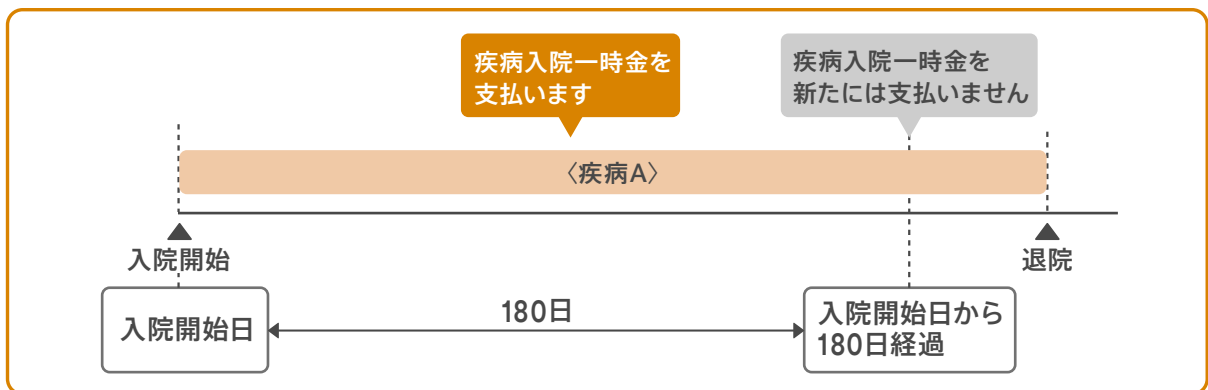 疾病入院一時金を
支払います
疾病入院一時金を
新たには支払いません
〈疾病A〉
入院開始
退院
入院開始日
180日
入院開始日から
180日経過